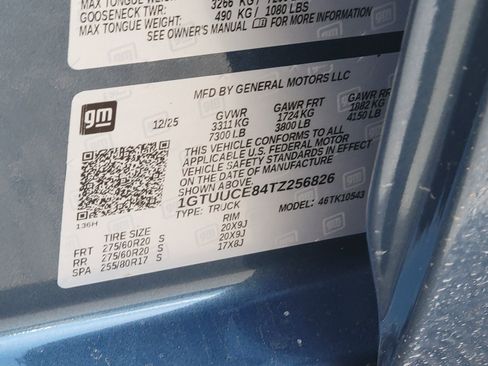 MAX TONGUE WEIGHT: 3266 KG / 7200 LBS
GOOSENECK TWR:
MAX TONGUE WEIGHT: 490 KG / 1080 LBS
SEE OWNER'S MANUAL FOR MORE INFORMATION
gm
MFD BY GENERAL MOTORS LLC
12/25 GVWR GAWR FRT GAWR RR
3311 KG 1724 KG 1882 KG
7300 LB 3800 LB 4150 LB
THIS VEHICLE CONFORMS TO ALL
APPLICABLE U.S. FEDERAL MOTOR
VEHICLE SAFETY STANDARDS IN EFFECT
ON THE DATE OF MANUFACTURE
1GTUUCE84TZ256826
TYPE: TRUCK MODEL: 46TK10543
136H
TIRE SIZE RIM
FRT 275/60R20 S 20X9J
RR 275/60R20 S 20X9J
SPA 255/80R17 S 17X8J